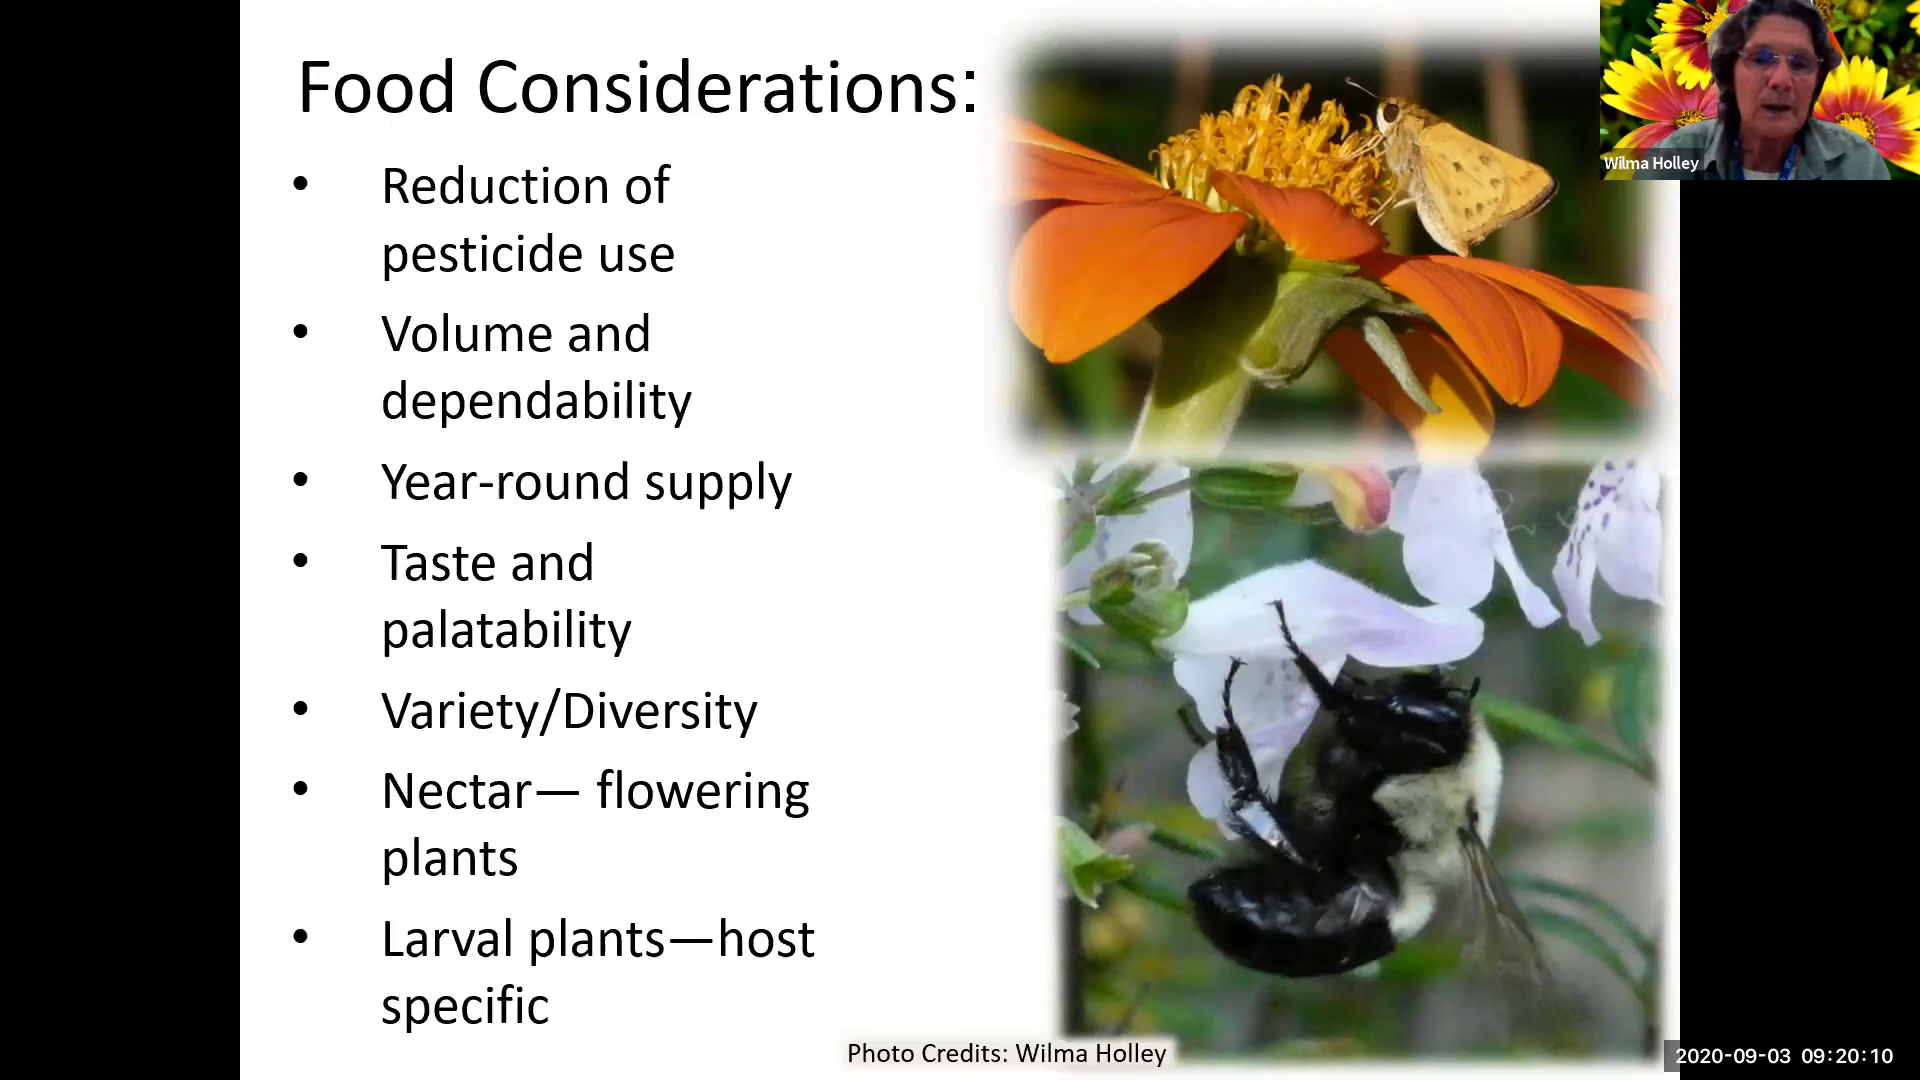 Food Considerations:
• Reduction of
pesticide use
• Volume and
dependability
• Year-round supply
• Taste and
palatability
• Variety/Diversity
• Nectar— flowering
plants
• Larval plants—host
specific
Photo Credits: Wilma Holley
Wilma Holley
2020-09-03 09:20:10